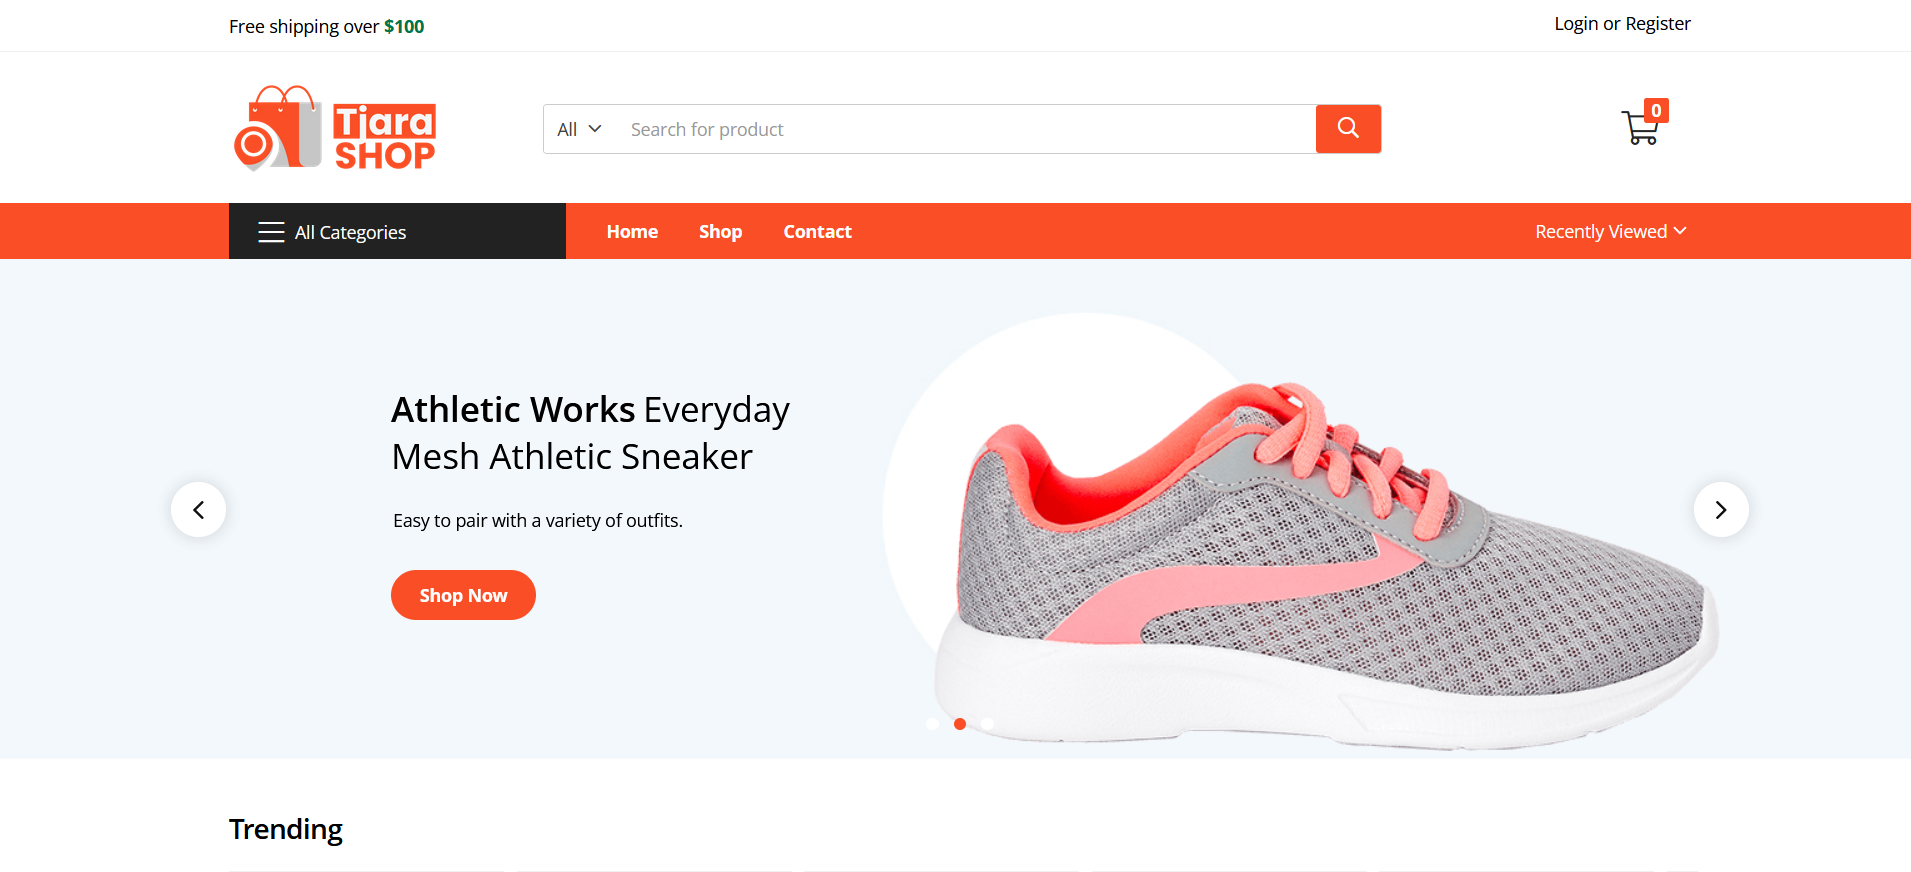 Free shipping over $100
Login or Register
Tiara
SHOP
All
Search for product
0
All Categories
Home
Shop
Contact
Recently Viewed
Athletic Works Everyday
Mesh Athletic Sneaker
Easy to pair with a variety of outfits.
Shop Now
Trending